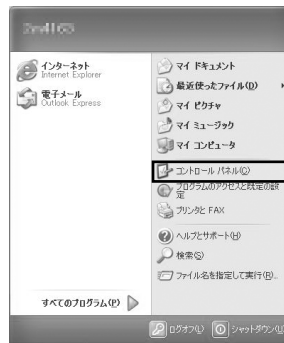 インターネット
Internet Explorer
電子メール
Outlook Express
すべてのプログラム(P)
マイ ドキュメント
最近使ったファイル(D)
マイ ピクチャ
マイ ミュージック
マイ コンピュータ
コントロール パネル(C)
プログラムのアクセスと既定の設
定
プリンタと FAX
ヘルプとサポート(H)
検索(S)
ファイル名を指定して実行(R)...
ログオフ(L)
シャットダウン(U)